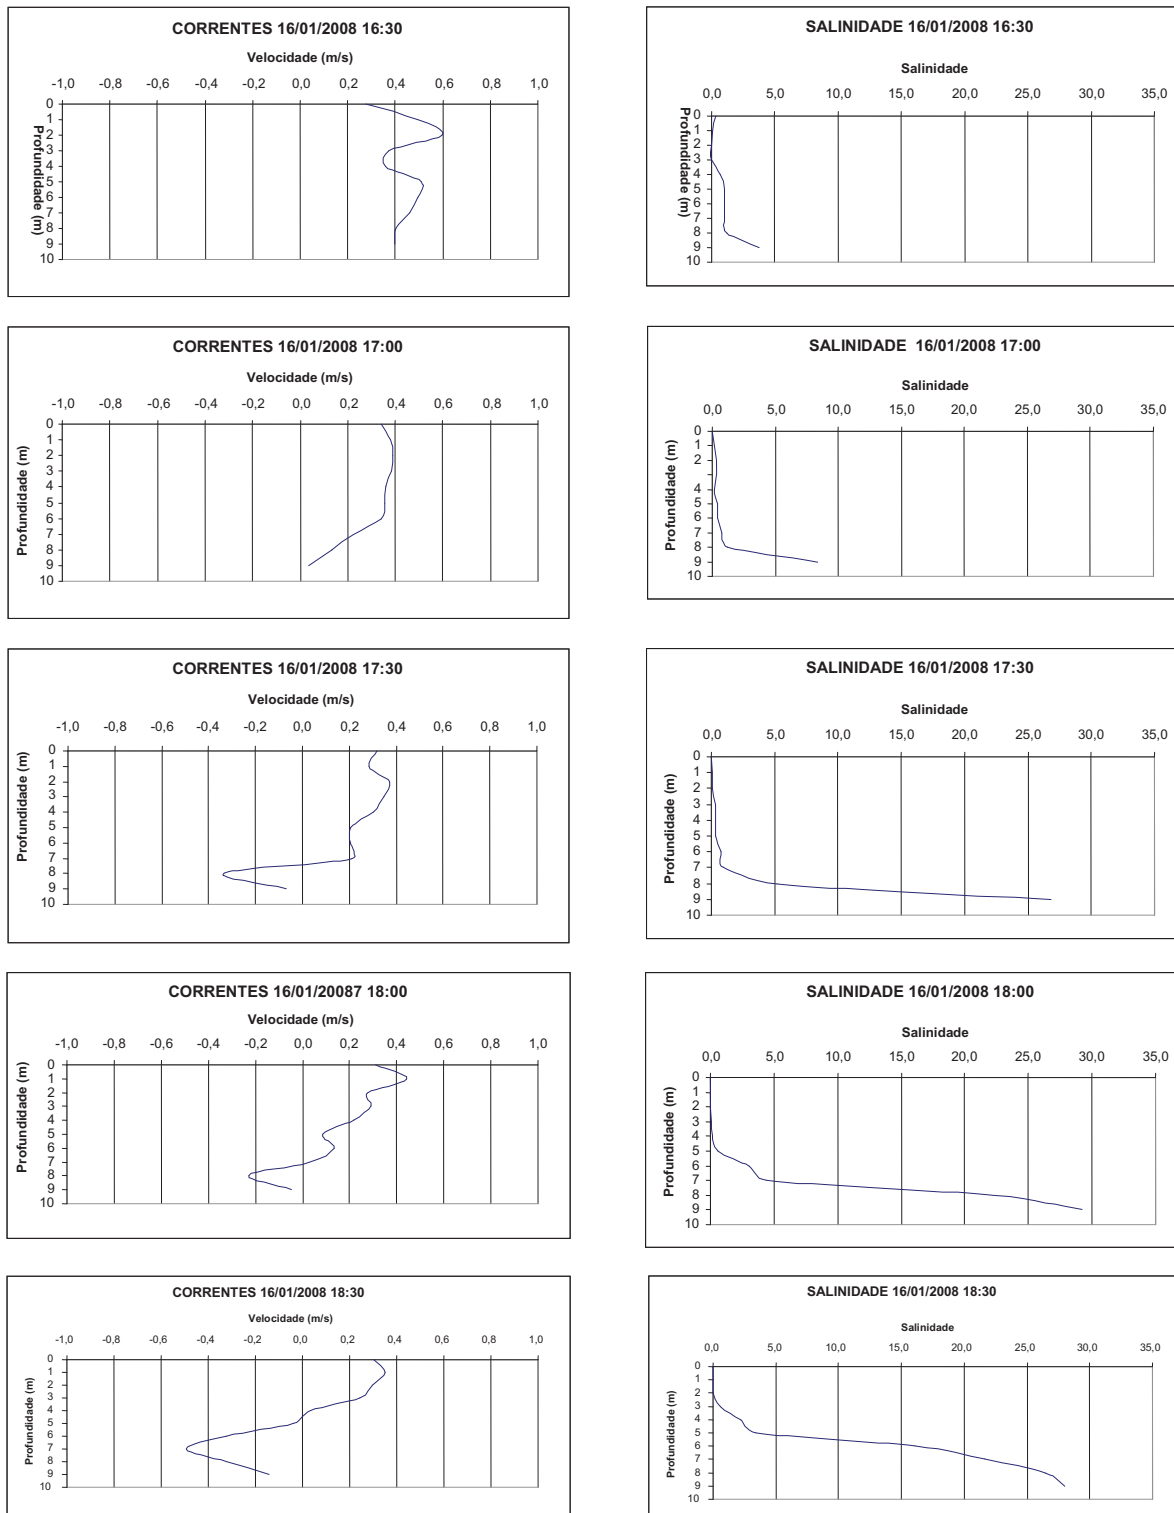 CORRENTES 16/01/2008 16:30
Velocidade (m/s)
-1,0 -0,8 -0,6 -0,4 -0,2 0,0 0,2 0,4 0,6 0,8 1,0
0
1
2
3
4
5
6
7
8
9
10
Profundidade (m)
SALINIDADE 16/01/2008 16:30
Salinidade
0,0 5,0 10,0 15,0 20,0 25,0 30,0 35,0
0
1
2
3
4
5
6
7
8
9
10
Profundidade (m)
CORRENTES 16/01/2008 17:00
Velocidade (m/s)
-1,0 -0,8 -0,6 -0,4 -0,2 0,0 0,2 0,4 0,6 0,8 1,0
0
1
2
3
4
5
6
7
8
9
10
Profundidade (m)
SALINIDADE 16/01/2008 17:00
Salinidade
0,0 5,0 10,0 15,0 20,0 25,0 30,0 35,0
0
1
2
4
5
6
7
8
9
10
Profundidade (m)
CORRENTES 16/01/2008 17:30
Velocidade (m/s)
-1,0 -0,8 -0,6 -0,4 -0,2 0,0 0,2 0,4 0,6 0,8 1,0
0
1
2
3
4
5
6
7
8
9
10
Profundidade (m)
SALINIDADE 16/01/2008 17:30
Salinidade
0,0 5,0 10,0 15,0 20,0 25,0 30,0 35,0
0
1
2
3
4
5
6
7
8
9
10
Profundidade (m)
CORRENTES 16/01/20087 18:00
Velocidade (m/s)
-1,0 -0,8 -0,6 -0,4 -0,2 0,0 0,2 0,4 0,6 0,8 1,0
0
1
2
3
4
5
6
7
8
9
10
Profundidade (m)
SALINIDADE 16/01/2008 18:00
Salinidade
0,0 5,0 10,0 15,0 20,0 25,0 30,0 35,0
0
1
2
3
4
5
6
7
8
9
10
Profundidade (m)
CORRENTES 16/01/2008 18:30
Velocidade (m/s)
-1,0 -0,8 -0,6 -0,4 -0,2 0,0 0,2 0,4 0,6 0,8 1,0
0
1
2
3
4
5
6
7
8
9
10
Profundidade (m)
SALINIDADE 16/01/2008 18:30
Salinidade
0,0 5,0 10,0 15,0 20,0 25,0 30,0 35,0
0
1
2
3
4
5
6
7
8
9
10
Profundidade (m)